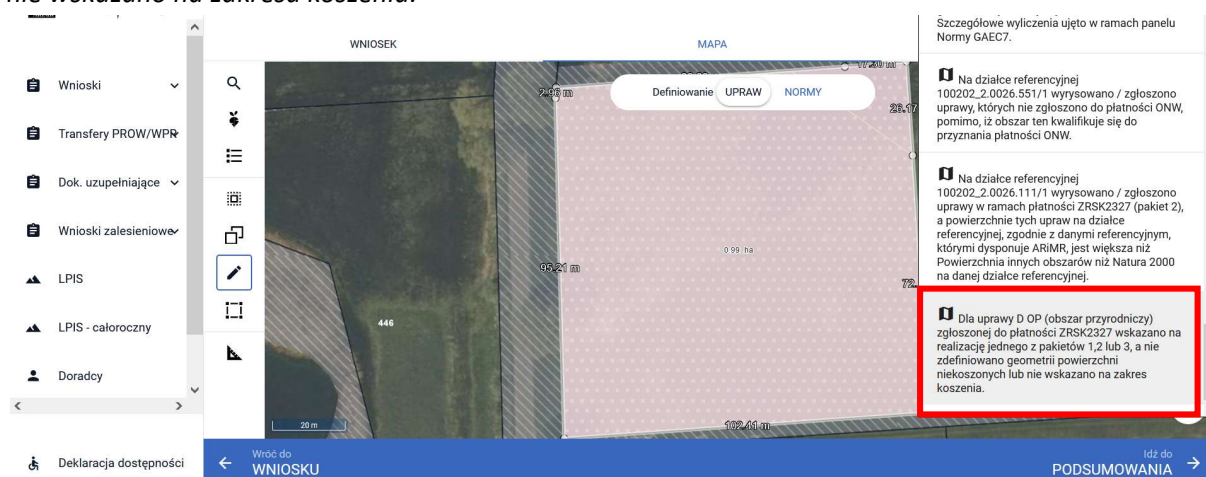 nie wskazano na zakresu koszenia.
Wnioski
Transfery PROW/WPR
Dok. uzupełniające
Wnioski zalesieniowe
LPIS
LPIS - całoroczny
Doradcy
Deklaracja dostępności
WNIOSEK
MAPA
Definiowanie UPRAW NORMY
2.96 m
17.30 m
26.17
0.99 ha
95.21 m
72.
446
102.41 m
20 m
Szczegółowe wyliczenia ujęto w ramach panelu
Normy GAEC7.
Na działce referencyjnej
100202_2.0026.551/1 wyrysowano / zgłoszono
uprawy, których nie zgłoszono do płatności ONW,
pomimo, iż obszar ten kwalifikuje się do
przyznania płatności ONW.
Na działce referencyjnej
100202_2.0026.111/1 wyrysowano / zgłoszono
uprawy w ramach płatności ZRSK2327 (pakiet 2),
a powierzchnie tych upraw na działce
referencyjnej, zgodnie z danymi referencyjnym,
którymi dysponuje ARiMR, jest większa niż
Powierzchnia innych obszarów niż Natura 2000
na danej działce referencyjnej.
Dla uprawy D OP (obszar przyrodniczy)
zgłoszonej do płatności ZRSK2327 wskazano na
realizację jednego z pakietów 1,2 lub 3, a nie
zdefiniowano geometrii powierzchni
niekoszonych lub nie wskazano na zakres
koszenia.
Wróć do
WNIOSKU
Idź do
PODSUMOWANIA